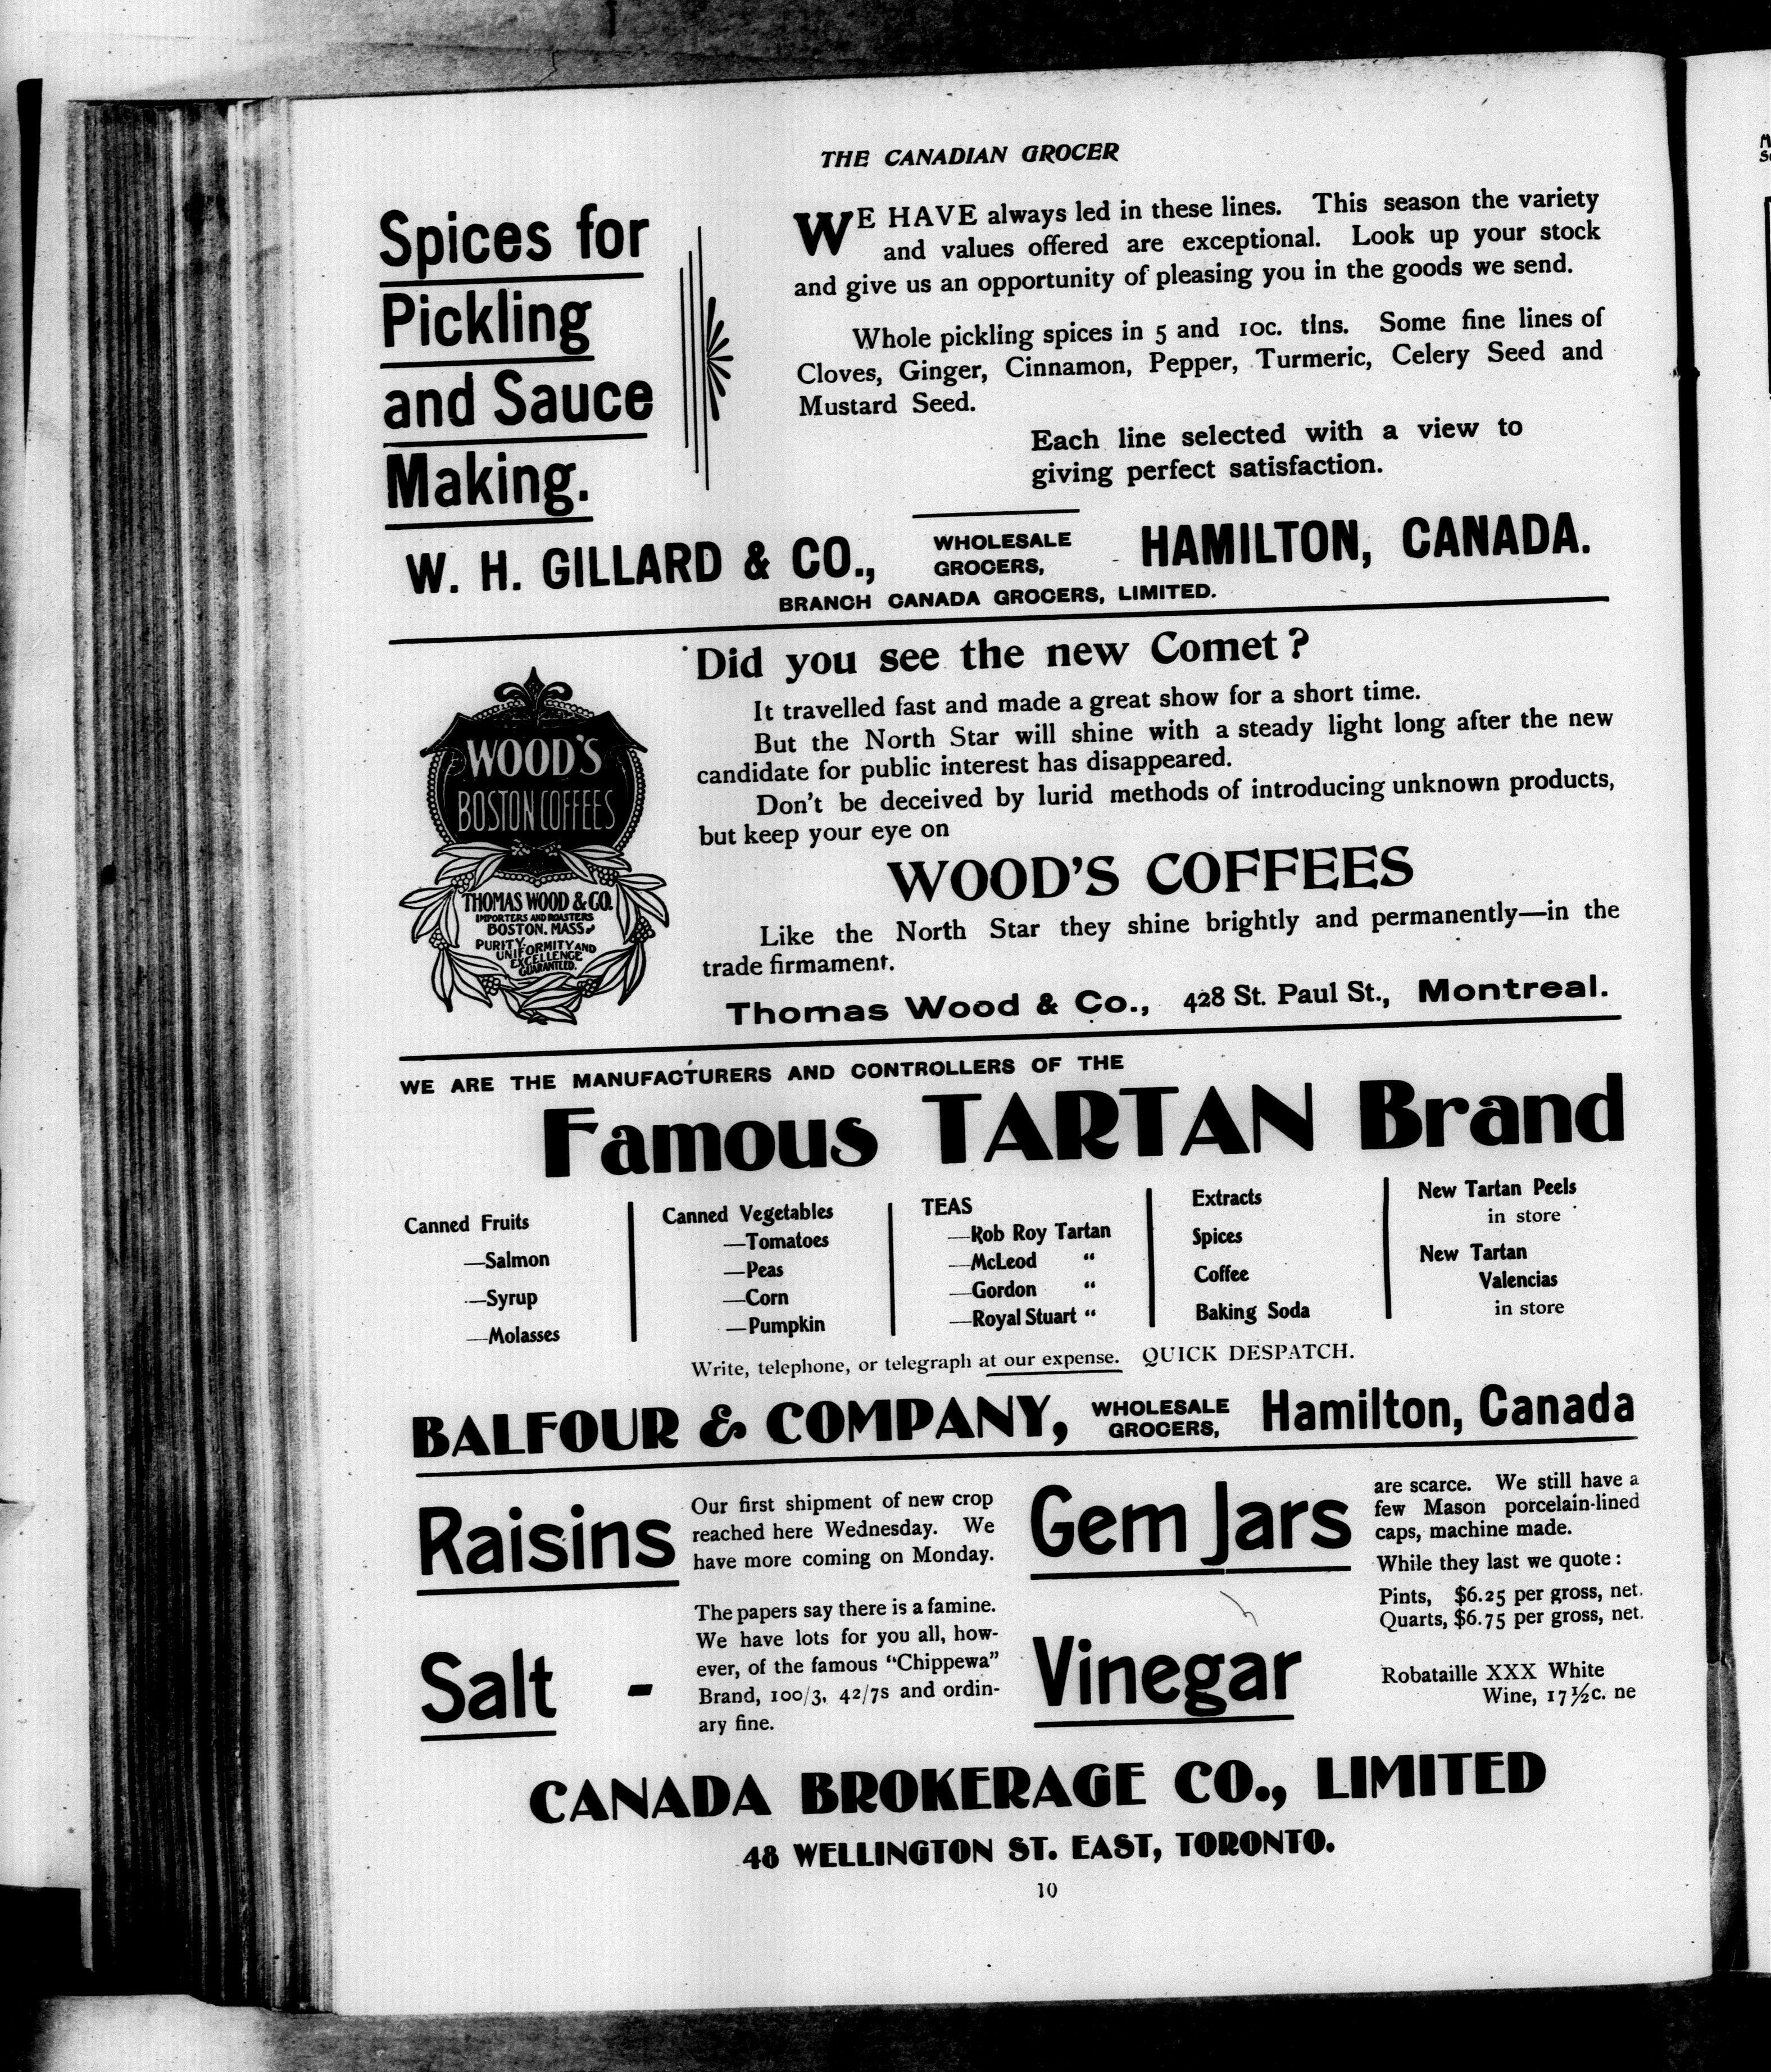 THE CANADIAN GROCER
Spices for
Pickling
and Sauce
Making.
WE HAVE always led in these lines. This season the variety
and values offered are exceptional. Look up your stock
and give us an opportunity of pleasing you in the goods we send.
Whole pickling spices in 5 and 10c. tins. Some fine lines of
Cloves, Ginger, Cinnamon, Pepper, Turmeric, Celery Seed and
Mustard Seed.
Each line selected with a view to
giving perfect satisfaction.
W. H. GILLARD & CO., WHOLESALE GROCERS, HAMILTON, CANADA.
BRANCH CANADA GROCERS, LIMITED.
WOOD'S
BOSTON COFFEES
THOMAS WOOD & CO.
IMPORTERS AND ROASTERS
BOSTON, MASS.
PURITY,
UNIFORMITY AND
EXCELLENCE
GUARANTEED.
Did you see the new Comet?
It travelled fast and made a great show for a short time.
But the North Star will shine with a steady light long after the new
candidate for public interest has disappeared.
Don't be deceived by lurid methods of introducing unknown products,
but keep your eye on
WOOD'S COFFEES
Like the North Star they shine brightly and permanently—in the
trade firmament.
Thomas Wood & Co., 428 St. Paul St., Montreal.
WE ARE THE MANUFACTURERS AND CONTROLLERS OF THE
Famous TARTAN Brand
Canned Fruits
—Salmon
—Syrup
—Molasses
Canned Vegetables
—Tomatoes
—Peas
—Corn
—Pumpkin
TEAS
—Rob Roy Tartan
—McLeod "
—Gordon "
—Royal Stuart "
Extracts
Spices
Coffee
Baking Soda
New Tartan Peels
in store
New Tartan
Valencias
in store
Write, telephone, or telegraph at our expense. QUICK DESPATCH.
BALFOUR & COMPANY, WHOLESALE GROCERS, Hamilton, Canada
Raisins
Our first shipment of new crop
reached here Wednesday. We
have more coming on Monday.
Salt -
The papers say there is a famine.
We have lots for you all, how-
ever, of the famous "Chippewa"
Brand, 100/3, 42/7s and ordin-
ary fine.
Gem Jars
are scarce. We still have a
few Mason porcelain-lined
caps, machine made.
While they last we quote:
Pints, $6.25 per gross, net.
Quarts, $6.75 per gross, net.
Vinegar
Robataille XXX White
Wine, 17½c. ne
CANADA BROKERAGE CO., LIMITED
48 WELLINGTON ST. EAST, TORONTO.
10